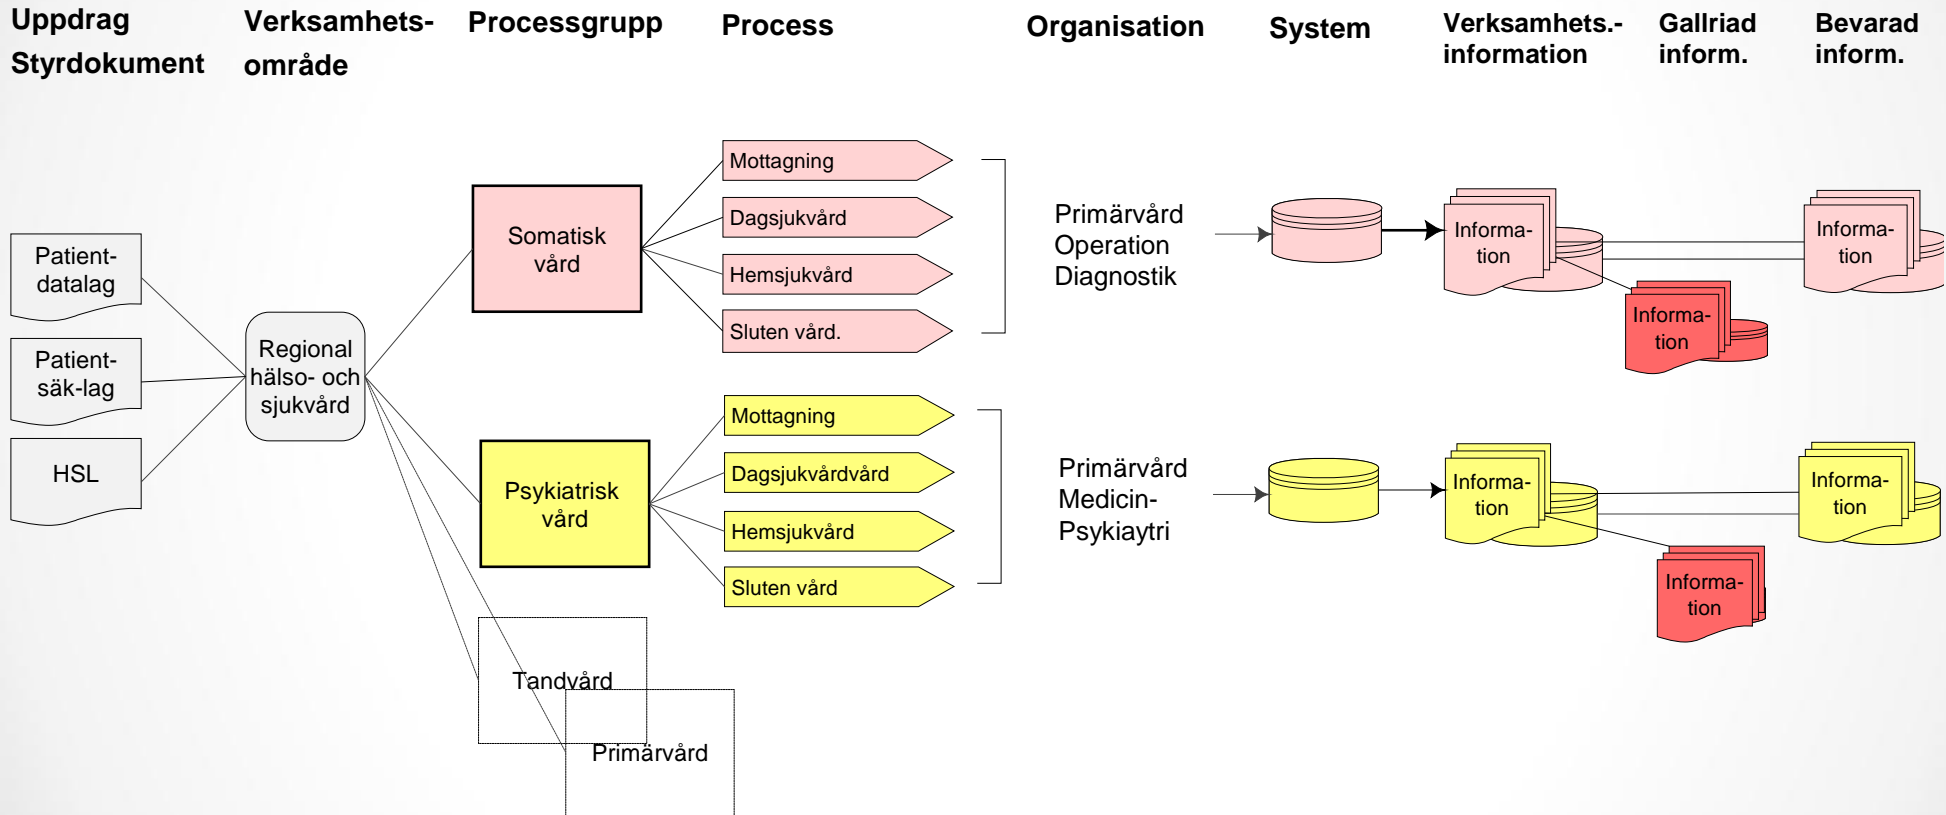 Uppdrag
Styrdokument
Verksamhets-
område
Processgrupp
Process
Organisation
System
Verksamhets.-
information
Gallriad
inform.
Bevarad
inform.
Patient-
datalag
Patient-
säk-lag
HSL
Regional
hälso- och
sjukvård
Somatisk
vård
Mottagning
Dagsjukvård
Hemsjukvård
Sluten vård.
Primärvård
Operation
Diagnostik
Informa-
tion
Informa-
tion
Informa-
tion
Psykiatrisk
vård
Mottagning
Dagsjukvårdvård
Hemsjukvård
Sluten vård
Primärvård
Medicin-
Psykiaytri
Informa-
tion
Informa-
tion
Informa-
tion
Tandvård
Primärvård